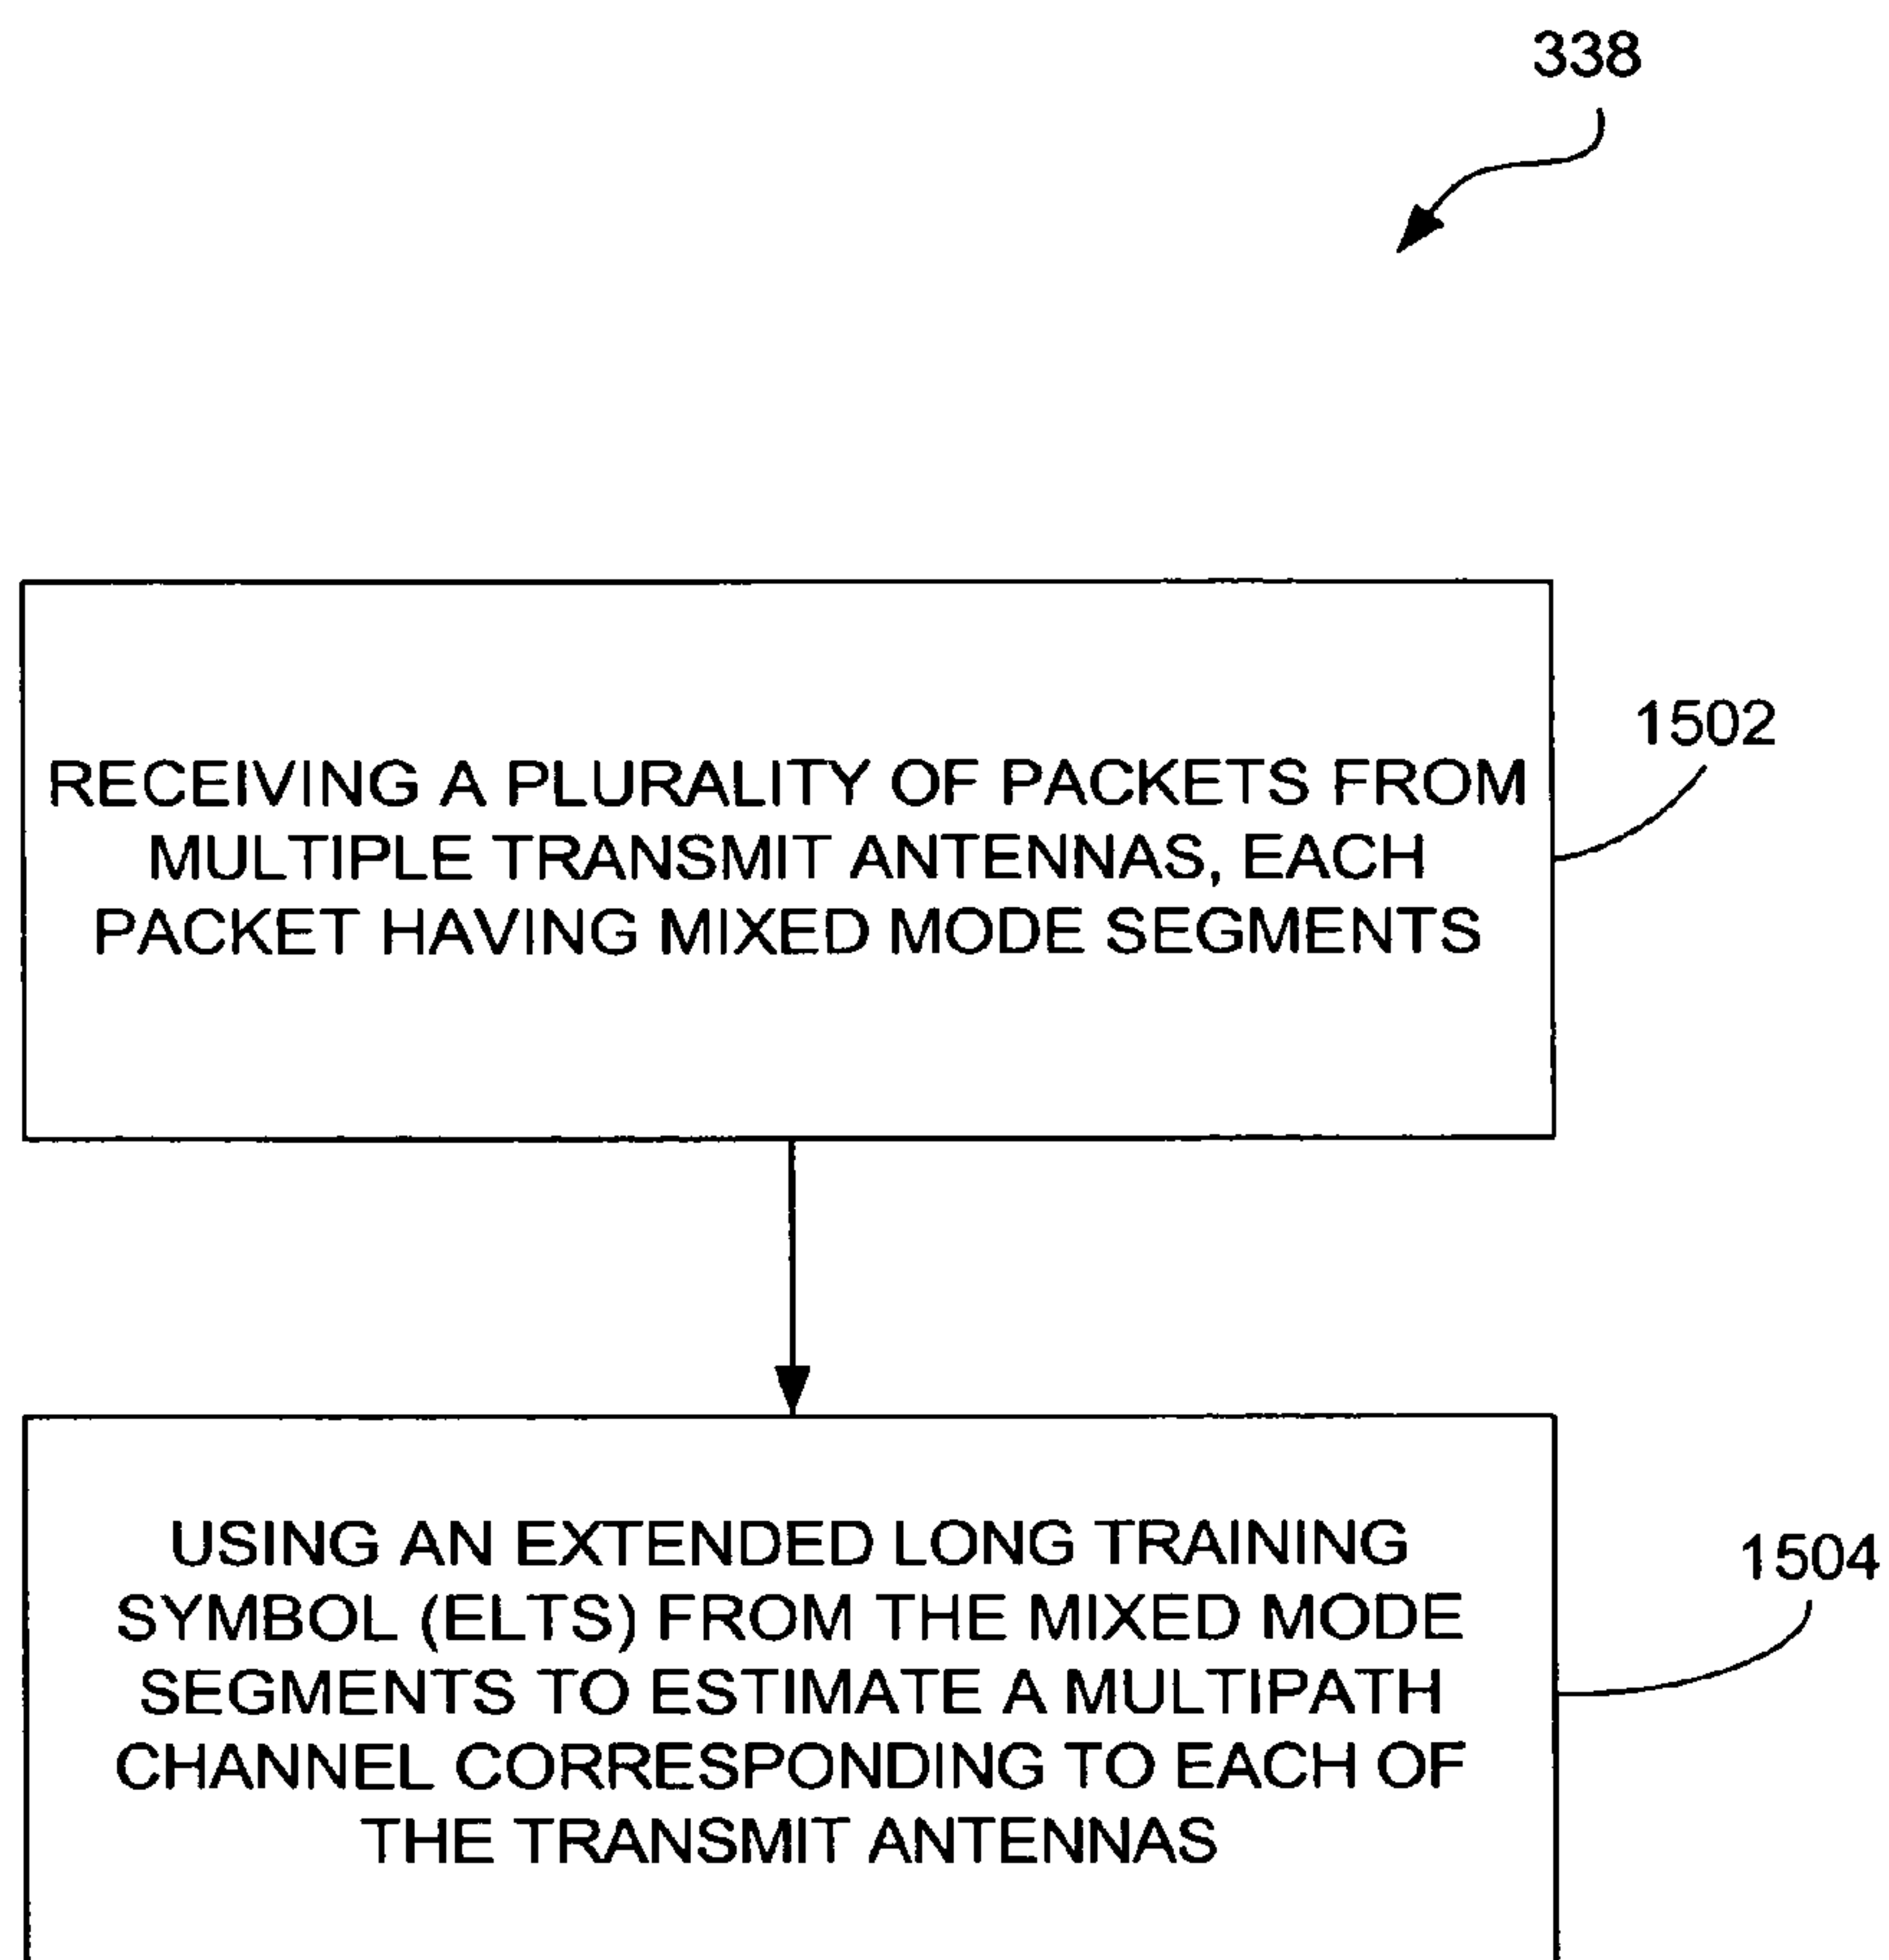 338
RECEIVING A PLURALITY OF PACKETS FROM
MULTIPLE TRANSMIT ANTENNAS, EACH
PACKET HAVING MIXED MODE SEGMENTS
1502
USING AN EXTENDED LONG TRAINING
SYMBOL (ELTS) FROM THE MIXED MODE
SEGMENTS TO ESTIMATE A MULTIPATH
CHANNEL CORRESPONDING TO EACH OF
THE TRANSMIT ANTENNAS
1504